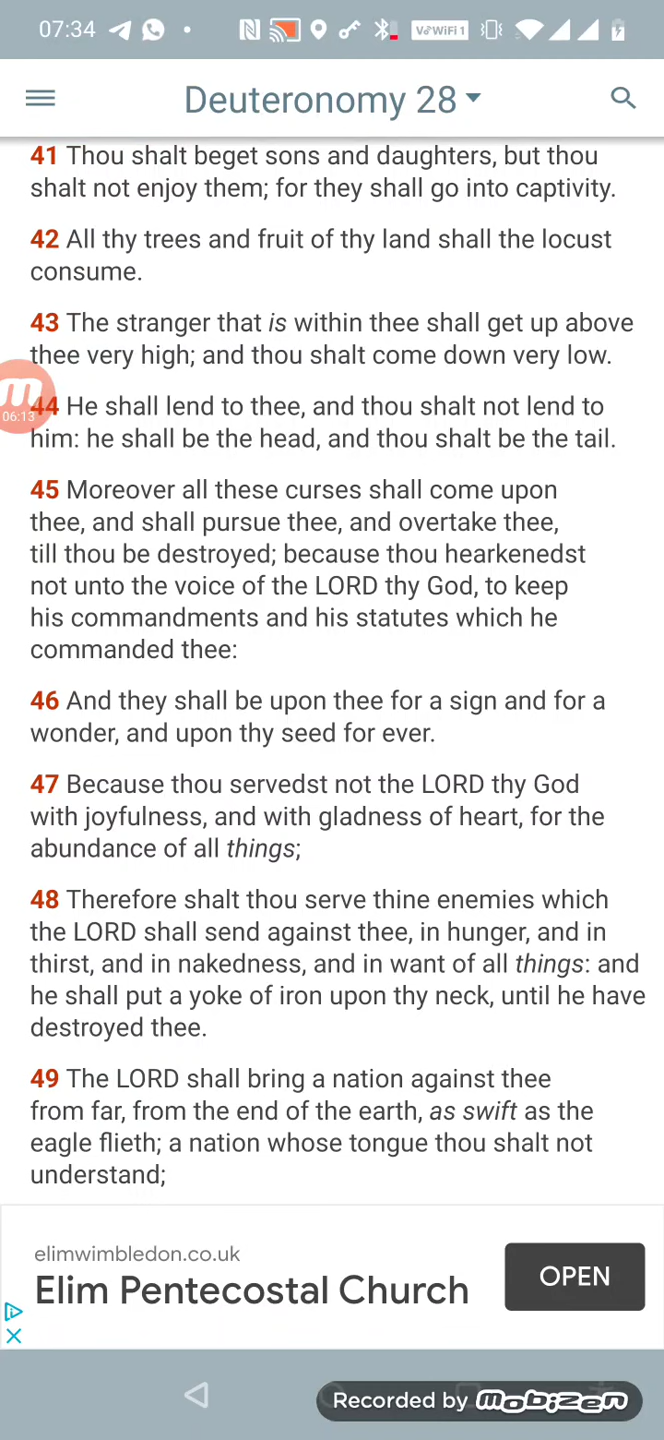 07:34 VoWiFi 1
Deuteronomy 28
41 Thou shalt beget sons and daughters, but thou
shalt not enjoy them; for they shall go into captivity.
42 All thy trees and fruit of thy land shall the locust
consume.
43 The stranger that is within thee shall get up above
thee very high; and thou shalt come down very low.
44 He shall lend to thee, and thou shalt not lend to
him: he shall be the head, and thou shalt be the tail.
06:13
45 Moreover all these curses shall come upon
thee, and shall pursue thee, and overtake thee,
till thou be destroyed; because thou hearkenedst
not unto the voice of the LORD thy God, to keep
his commandments and his statutes which he
commanded thee:
46 And they shall be upon thee for a sign and for a
wonder, and upon thy seed for ever.
47 Because thou servedst not the LORD thy God
with joyfulness, and with gladness of heart, for the
abundance of all things;
48 Therefore shalt thou serve thine enemies which
the LORD shall send against thee, in hunger, and in
thirst, and in nakedness, and in want of all things: and
he shall put a yoke of iron upon thy neck, until he have
destroyed thee.
49 The LORD shall bring a nation against thee
from far, from the end of the earth, as swift as the
eagle flieth; a nation whose tongue thou shalt not
understand;
elimwimbledon.co.uk
Elim Pentecostal Church
OPEN
Recorded by mobizen